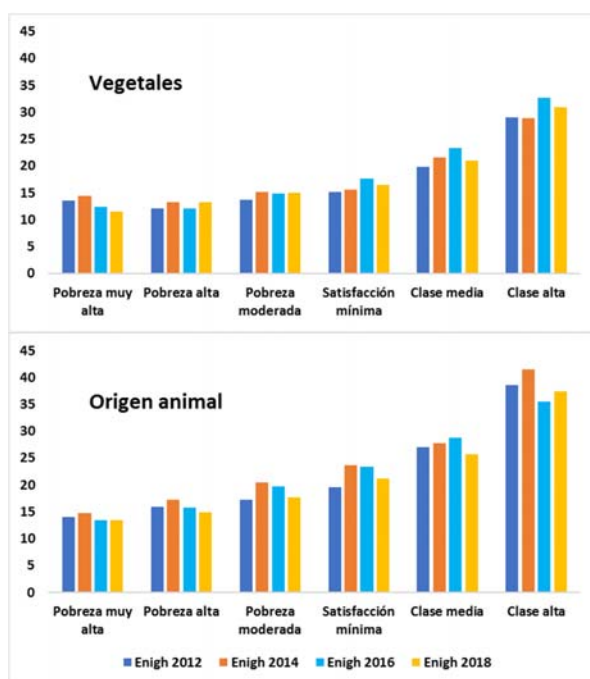 45
40
35
30
25
20
15
10
5
0
Vegetales
Pobreza muy alta
Pobreza alta
Pobreza moderada
Satisfacción mínima
Clase media
Clase alta
45
40
35
30
25
20
15
10
5
0
Origen animal
Pobreza muy alta
Pobreza alta
Pobreza moderada
Satisfacción mínima
Clase media
Clase alta
Enigh 2012 Enigh 2014 Enigh 2016 Enigh 2018